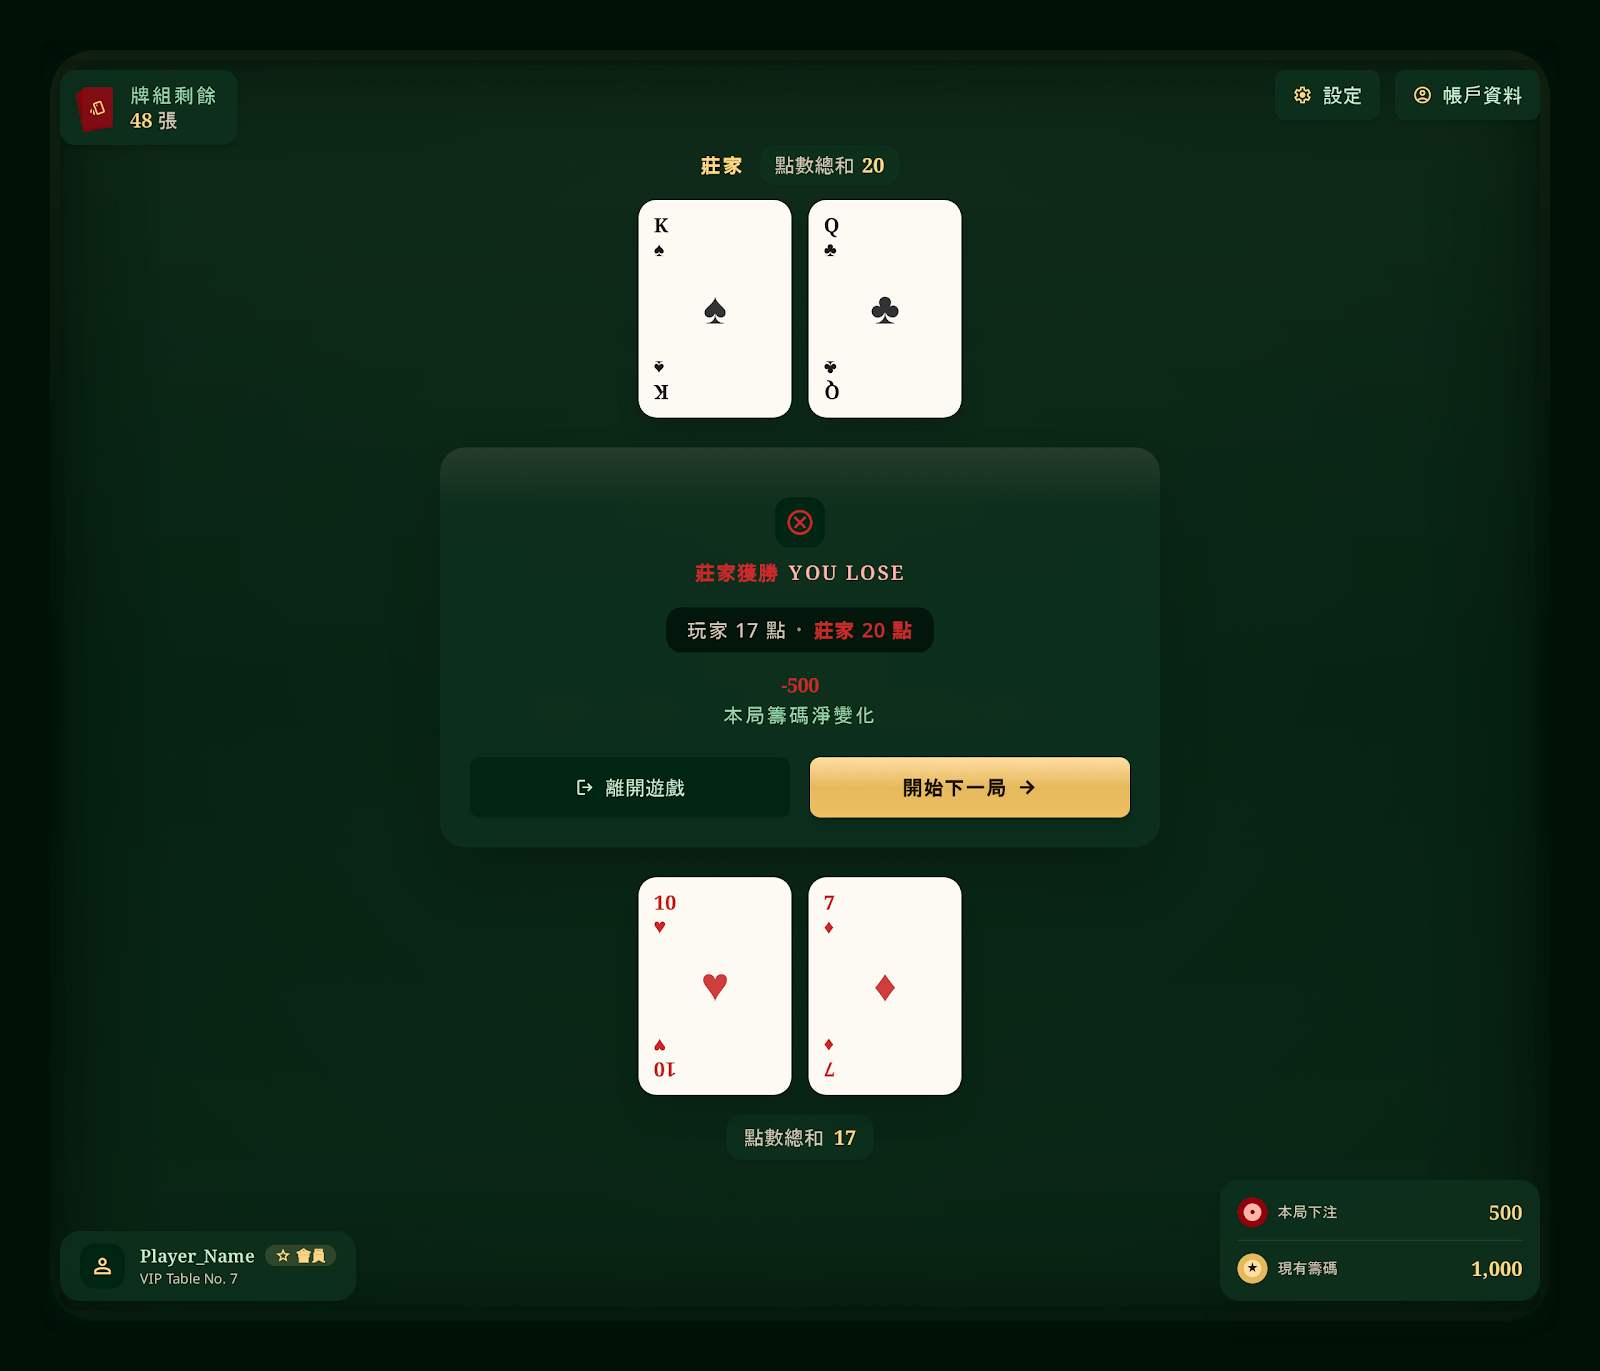 牌組剩餘
48 張
設定
帳戶資料
莊家 點數總和 20
K
♠
♠
♠
K
Q
♣
♣
♣
Q
莊家獲勝 YOU LOSE
玩家 17 點 · 莊家 20 點
-500
本局籌碼淨變化
離開遊戲
開始下一局 →
10
♥
♥
♥
10
7
♦
♦
♦
7
點數總和 17
Player_Name ☆ 會員
VIP Table No. 7
本局下注 500
現有籌碼 1,000